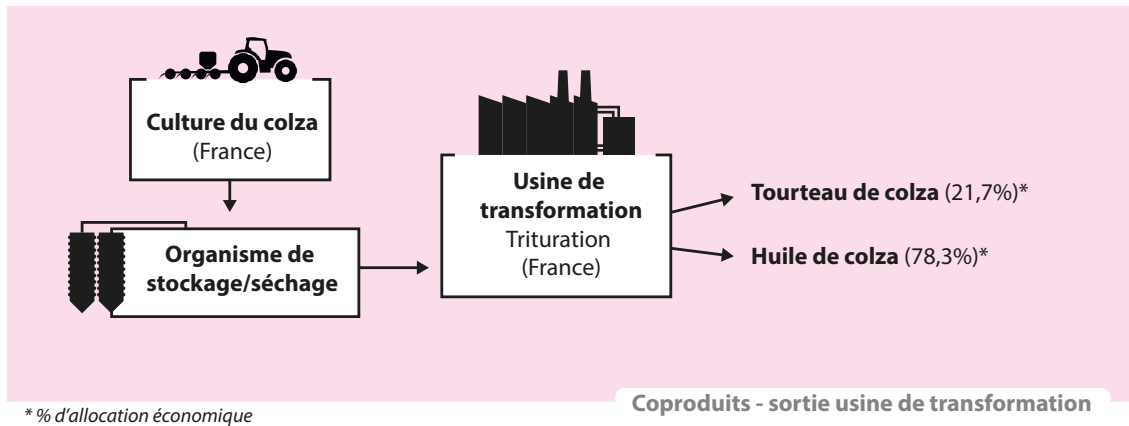 Culture du colza
(France)
Organisme de
stockage/séchage
Usine de
transformation
Trituration
(France)
Tourteau de colza (21,7%)*
Huile de colza (78,3%)*
Coproduits - sortie usine de transformation
* % d’allocation économique